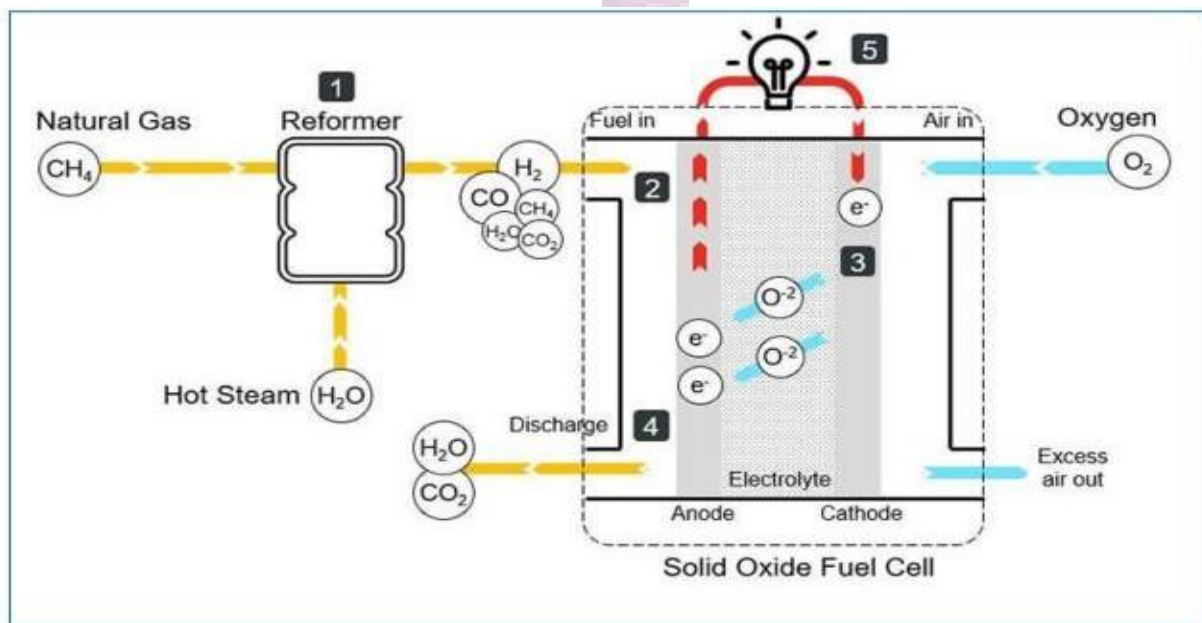 5
1
Natural Gas
Reformer
Fuel in
Air in
Oxygen
CH₄
H₂
O₂
CO
CH₄
H₂O
CO₂
2
e⁻
3
O⁻²
e⁻
O⁻²
e⁻
Hot Steam
H₂O
Discharge
4
H₂O
CO₂
Electrolyte
Excess
air out
Anode
Cathode
Solid Oxide Fuel Cell